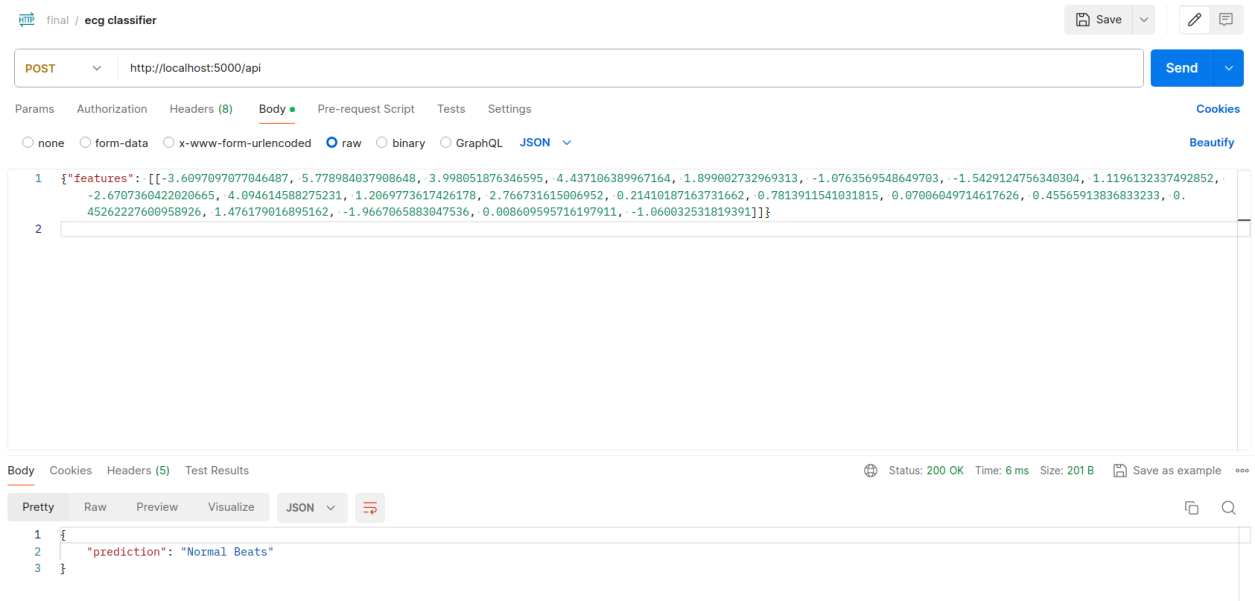 HTTP final / ecg classifier Save
POST http://localhost:5000/api Send
Params Authorization Headers (8) Body Pre-request Script Tests Settings Cookies
none form-data x-www-form-urlencoded raw binary GraphQL JSON Beautify
1 {"features": [[-3.6097097077046487, 5.778984037908648, 3.998051876346595, 4.437106389967164, 1.899002732969313, -1.0763569548649703, -1.5429124756340304, 1.1196132337492852,
-2.6707360422020665, 4.094614588275231, 1.2069773617426178, 2.766731615006952, 0.21410187163731662, 0.7813911541031815, 0.07006049714617626, 0.45565913836833233, 0.
45262227600958926, 1.476179016895162, -1.9667065883047536, 0.008609595716197911, -1.060032531819391]]}
2
Body Cookies Headers (5) Test Results Status: 200 OK Time: 6 ms Size: 201 B Save as example
Pretty Raw Preview Visualize JSON
1 {
2 "prediction": "Normal Beats"
3 }